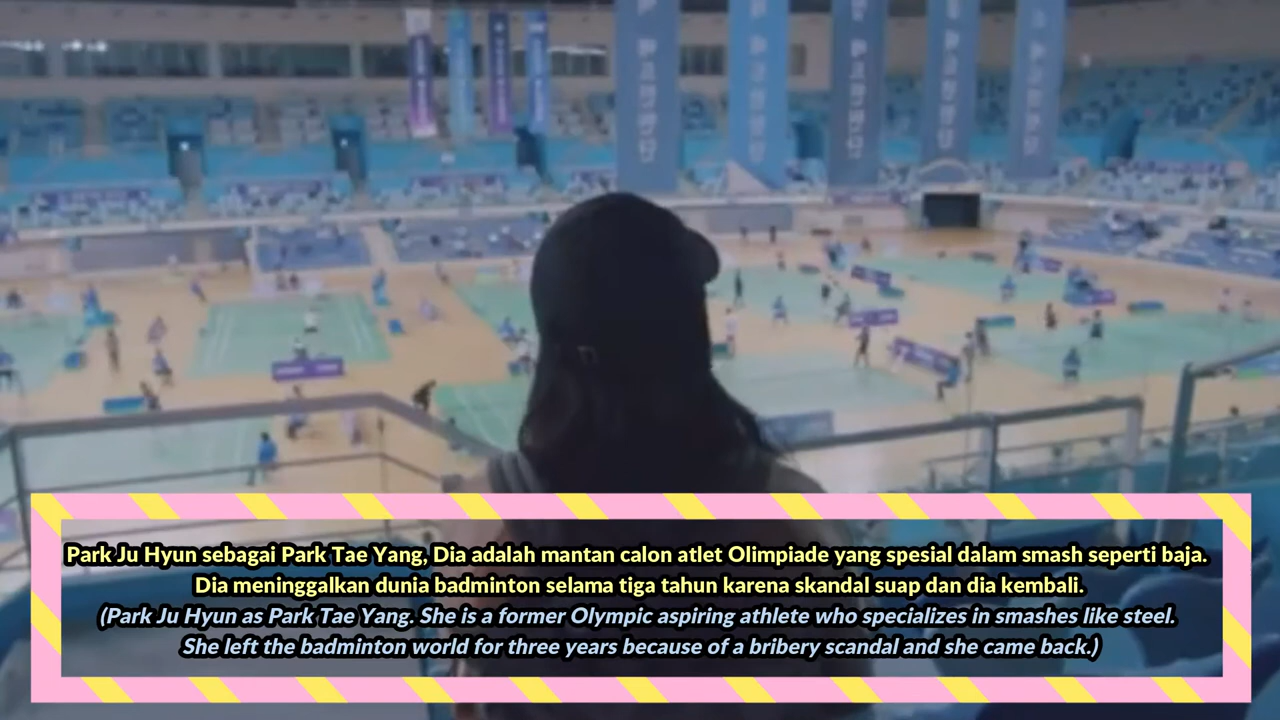 Park Ju Hyun sebagai Park Tae Yang, Dia adalah mantan calon atlet Olimpiade yang spesial dalam smash seperti baja.
Dia meninggalkan dunia badminton selama tiga tahun karena skandal suap dan dia kembali.
(Park Ju Hyun as Park Tae Yang. She is a former Olympic aspiring athlete who specializes in smashes like steel.
She left the badminton world for three years because of a bribery scandal and she came back.)